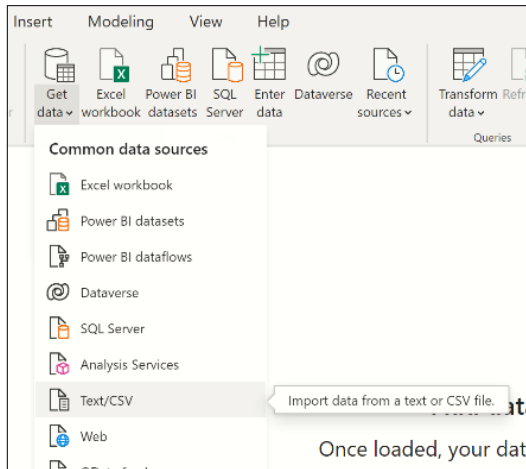 Insert Modeling View Help
Get data Excel workbook Power BI datasets SQL Server Enter data Dataverse Recent sources Transform data
Queries
Common data sources
Excel workbook
Power BI datasets
Power BI dataflows
Dataverse
SQL Server
Analysis Services
Text/CSV
Import data from a text or CSV file.
Web
Once loaded, your dat